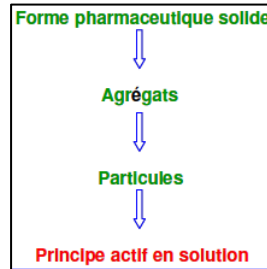 Forme pharmaceutique solide
Agrégats
Particules
Principe actif en solution